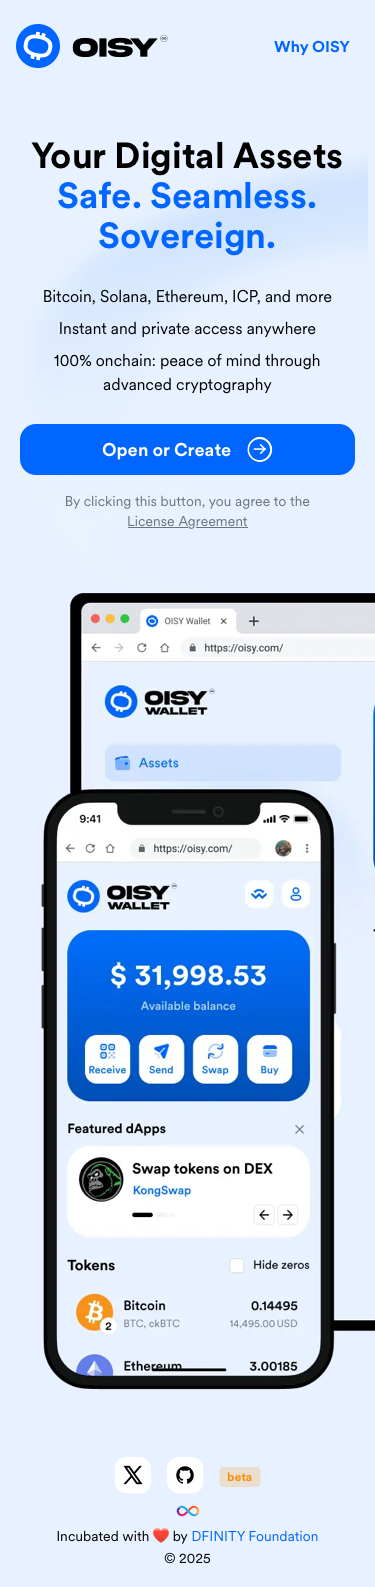 OISY
Why OISY
Your Digital Assets
Safe. Seamless.
Sovereign.
Bitcoin, Solana, Ethereum, ICP, and more
Instant and private access anywhere
100% onchain: peace of mind through
advanced cryptography
Open or Create
By clicking this button, you agree to the
License Agreement
OISY Wallet
https://oisy.com/
OISY
WALLET
Assets
9:41
https://oisy.com/
OISY
WALLET
$ 31,998.53
Available balance
Receive Send Swap Buy
Featured dApps
Swap tokens on DEX
KongSwap
Tokens
Hide zeros
Bitcoin 0.14495
2 BTC, ckBTC 14,495.00 USD
Ethereum 3.00185
beta
Incubated with ❤️ by DFINITY Foundation
© 2025